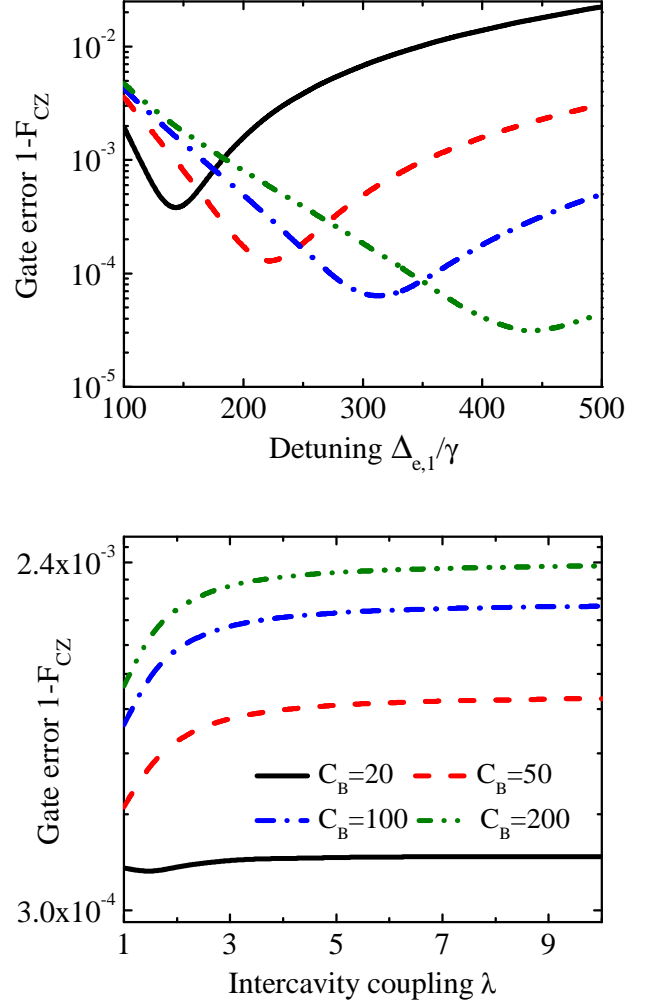 10⁻²
10⁻³
10⁻⁴
10⁻⁵
Gate error 1-F_CZ
100 200 300 400 500
Detuning Δ_e,1/γ
2.4x10⁻³
3.0x10⁻⁴
Gate error 1-F_CZ
C_B=20 C_B=50
C_B=100 C_B=200
1 3 5 7 9
Intercavity coupling λ